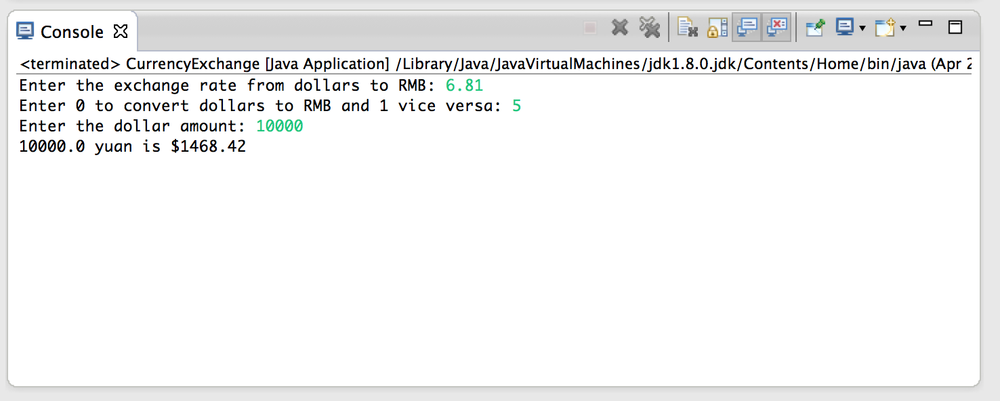 Console
<terminated> CurrencyExchange [Java Application] /Library/Java/JavaVirtualMachines/jdk1.8.0.jdk/Contents/Home/bin/java (Apr 2
Enter the exchange rate from dollars to RMB: 6.81
Enter 0 to convert dollars to RMB and 1 vice versa: 5
Enter the dollar amount: 10000
10000.0 yuan is $1468.42